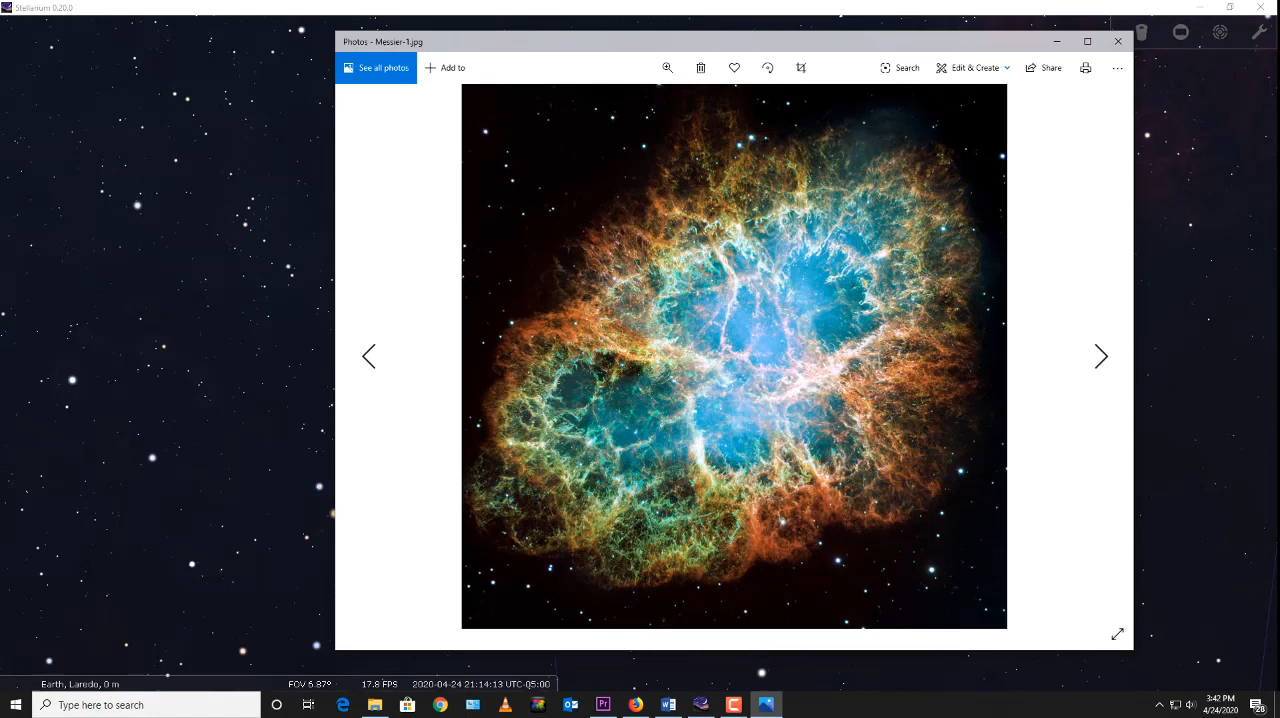 Stellarium 0.20.0
Photos - Messier-1.jpg
See all photos
Add to
Search
Edit & Create
Share
Earth, Laredo, 0 m
FOV 6.87°
17.8 FPS
2020-04-24 21:14:13 UTC-05:00
Type here to search
Pr
3:42 PM
4/24/2020
28